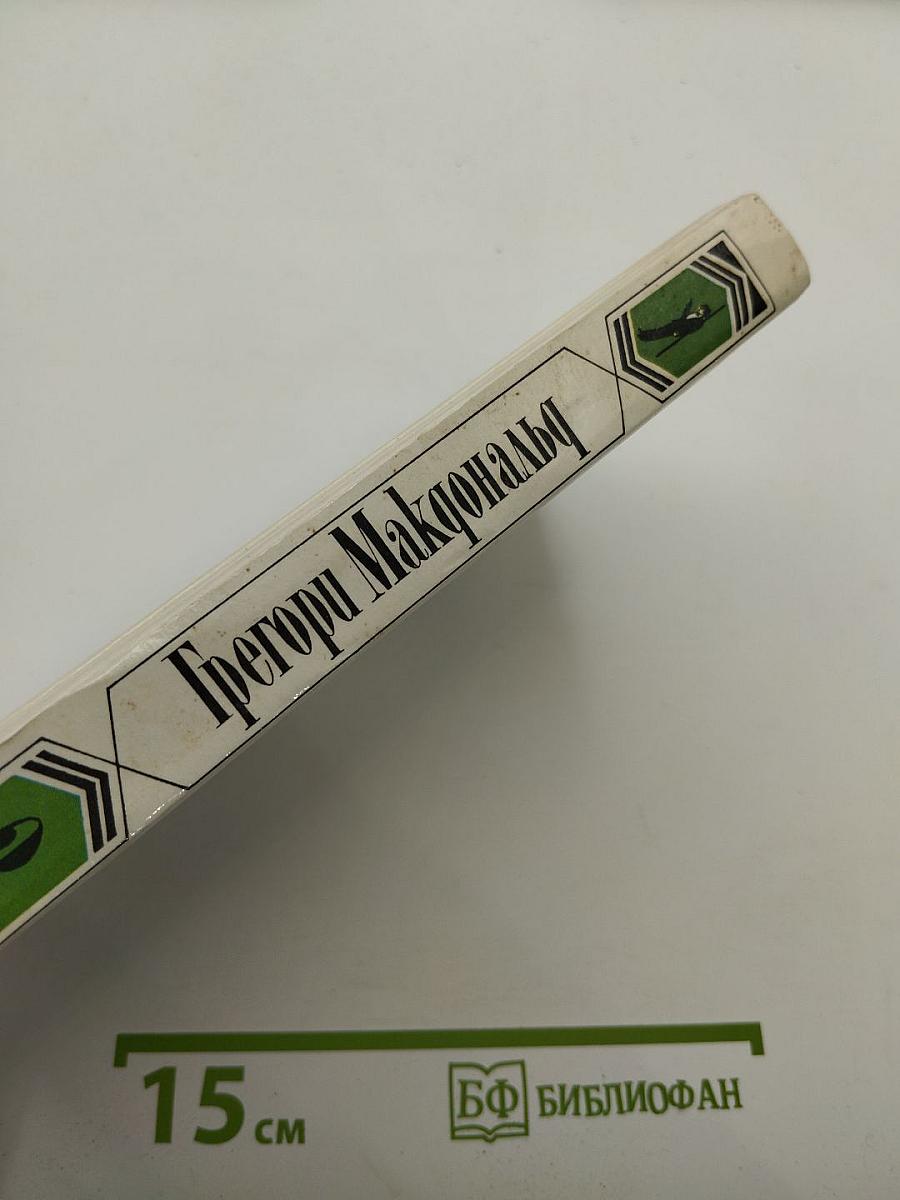 Грегори Макдональд
15 см
БФ БИБЛИОФАН